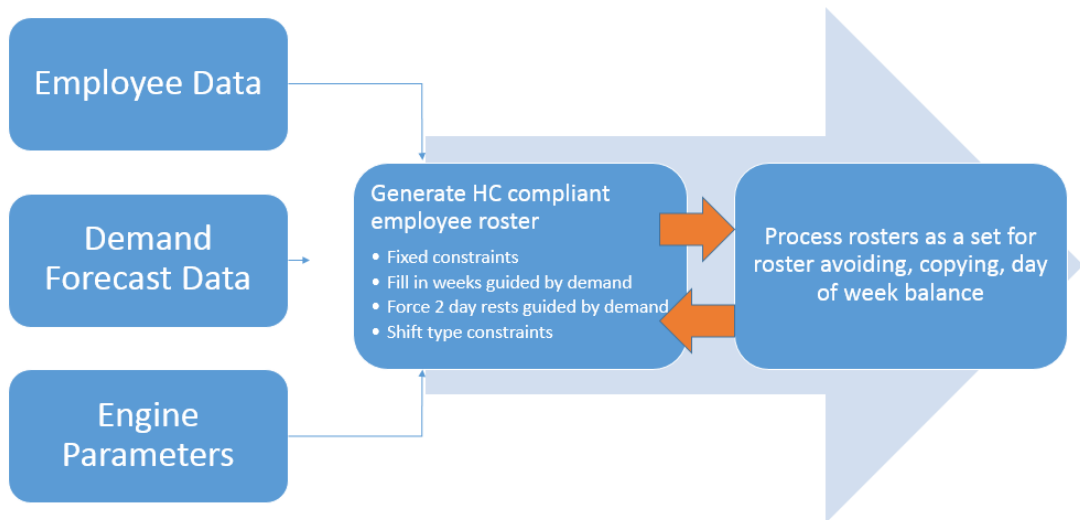 Employee Data
Demand
Forecast Data
Engine
Parameters
Generate HC compliant
employee roster
• Fixed constraints
• Fill in weeks guided by demand
• Force 2 day rests guided by demand
• Shift type constraints
Process rosters as a set for
roster avoiding, copying, day
of week balance